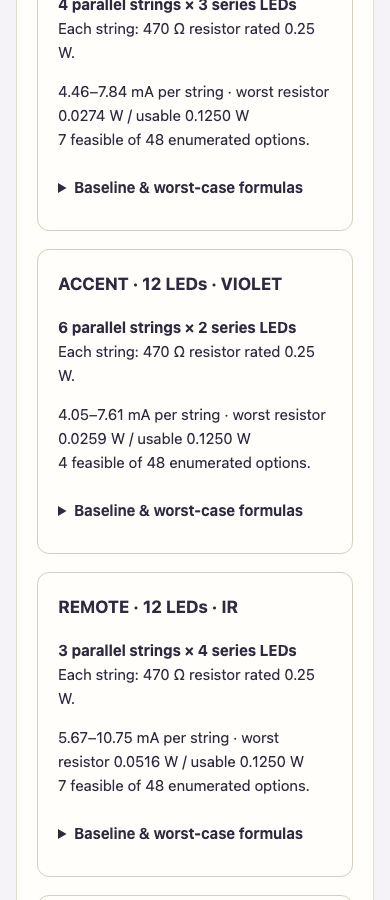 4 parallel strings × 3 series LEDs
Each string: 470 Ω resistor rated 0.25
W.
4.46–7.84 mA per string · worst resistor
0.0274 W / usable 0.1250 W
7 feasible of 48 enumerated options.
▶ Baseline & worst-case formulas
ACCENT · 12 LEDs · VIOLET
6 parallel strings × 2 series LEDs
Each string: 470 Ω resistor rated 0.25
W.
4.05–7.61 mA per string · worst resistor
0.0259 W / usable 0.1250 W
4 feasible of 48 enumerated options.
▶ Baseline & worst-case formulas
REMOTE · 12 LEDs · IR
3 parallel strings × 4 series LEDs
Each string: 470 Ω resistor rated 0.25
W.
5.67–10.75 mA per string · worst
resistor 0.0516 W / usable 0.1250 W
7 feasible of 48 enumerated options.
▶ Baseline & worst-case formulas